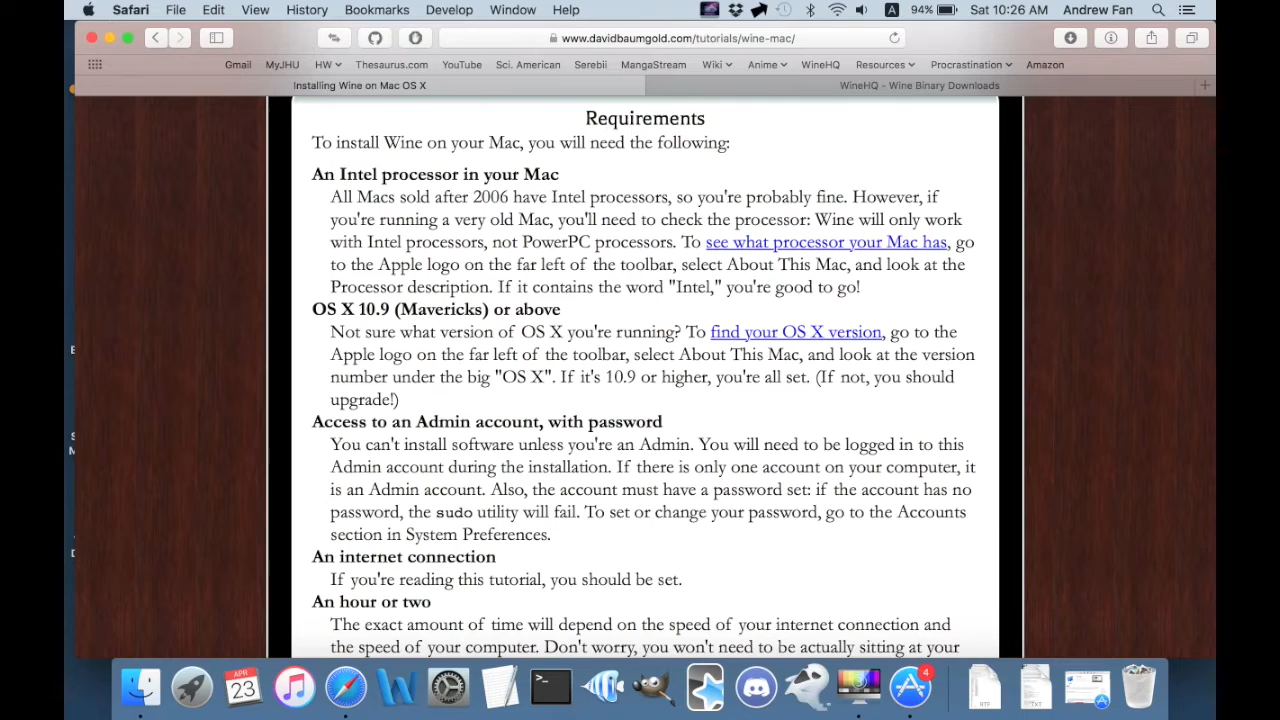 Safari File Edit View History Bookmarks Develop Window Help A 94% Sat 10:26 AM Andrew Fan
www.davidbaumgold.com/tutorials/wine-mac/
Gmail MyJHU HW Thesaurus.com YouTube Sci. American Serebii MangaStream Wiki Anime WineHQ Resources Procrastination Amazon
Installing Wine on Mac OS X WineHQ - Wine Binary Downloads
Requirements
To install Wine on your Mac, you will need the following:
An Intel processor in your Mac
All Macs sold after 2006 have Intel processors, so you're probably fine. However, if
you're running a very old Mac, you'll need to check the processor: Wine will only work
with Intel processors, not PowerPC processors. To see what processor your Mac has, go
to the Apple logo on the far left of the toolbar, select About This Mac, and look at the
Processor description. If it contains the word "Intel," you're good to go!
OS X 10.9 (Mavericks) or above
Not sure what version of OS X you're running? To find your OS X version, go to the
Apple logo on the far left of the toolbar, select About This Mac, and look at the version
number under the big "OS X". If it's 10.9 or higher, you're all set. (If not, you should
upgrade!)
Access to an Admin account, with password
You can't install software unless you're an Admin. You will need to be logged in to this
Admin account during the installation. If there is only one account on your computer, it
is an Admin account. Also, the account must have a password set: if the account has no
password, the sudo utility will fail. To set or change your password, go to the Accounts
section in System Preferences.
An internet connection
If you're reading this tutorial, you should be set.
An hour or two
The exact amount of time will depend on the speed of your internet connection and
the speed of your computer. Don't worry, you won't need to be actually sitting at your
APR
23
4
RTF TXT